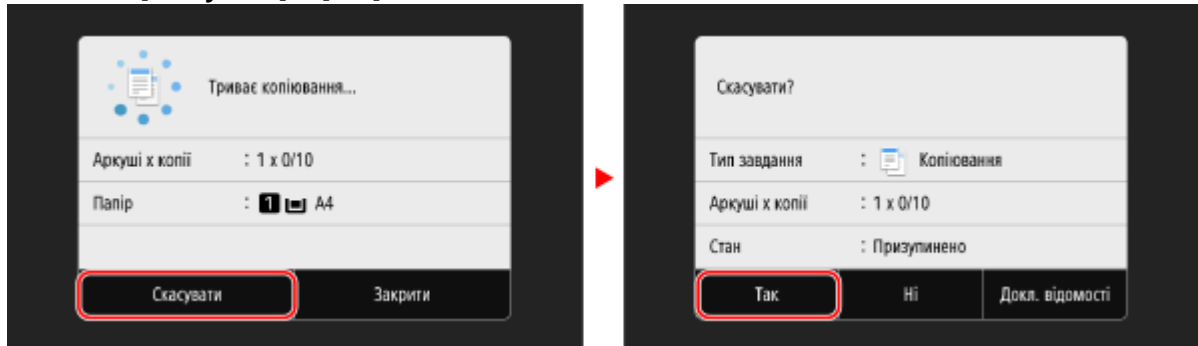 Триває копіювання...
Аркуші x копії : 1 x 0/10
Папір : 1 A4
Скасувати Закрити
Скасувати?
Тип завдання : Копіювання
Аркуші x копії : 1 x 0/10
Стан : Призупинено
Так Ні Докл. відомості